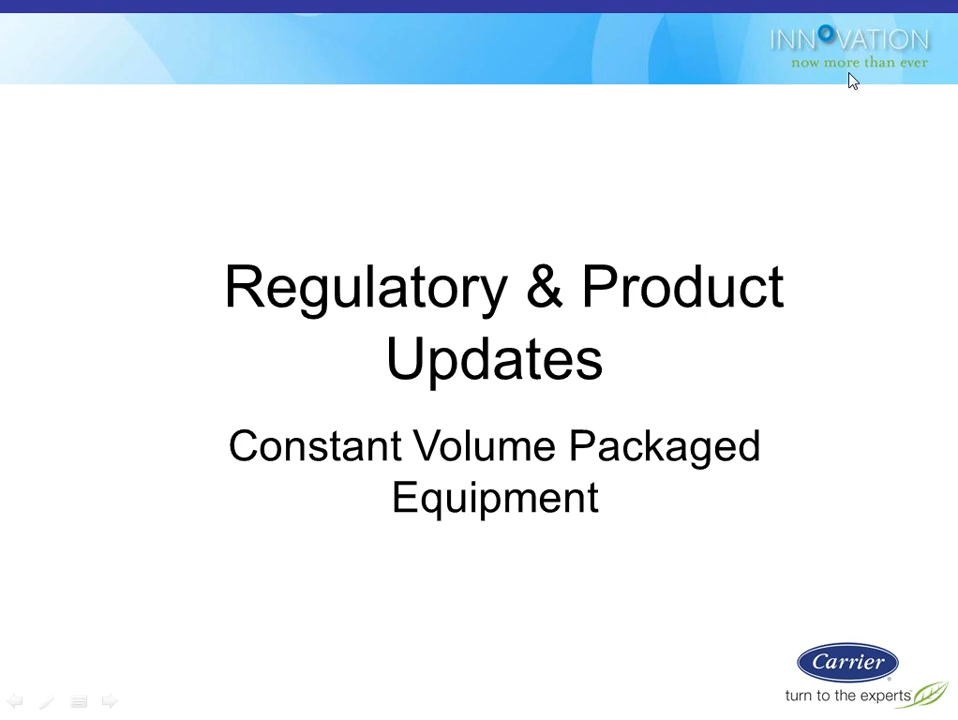 INNOVATION
now more than ever
Regulatory & Product
Updates
Constant Volume Packaged
Equipment
Carrier
turn to the experts